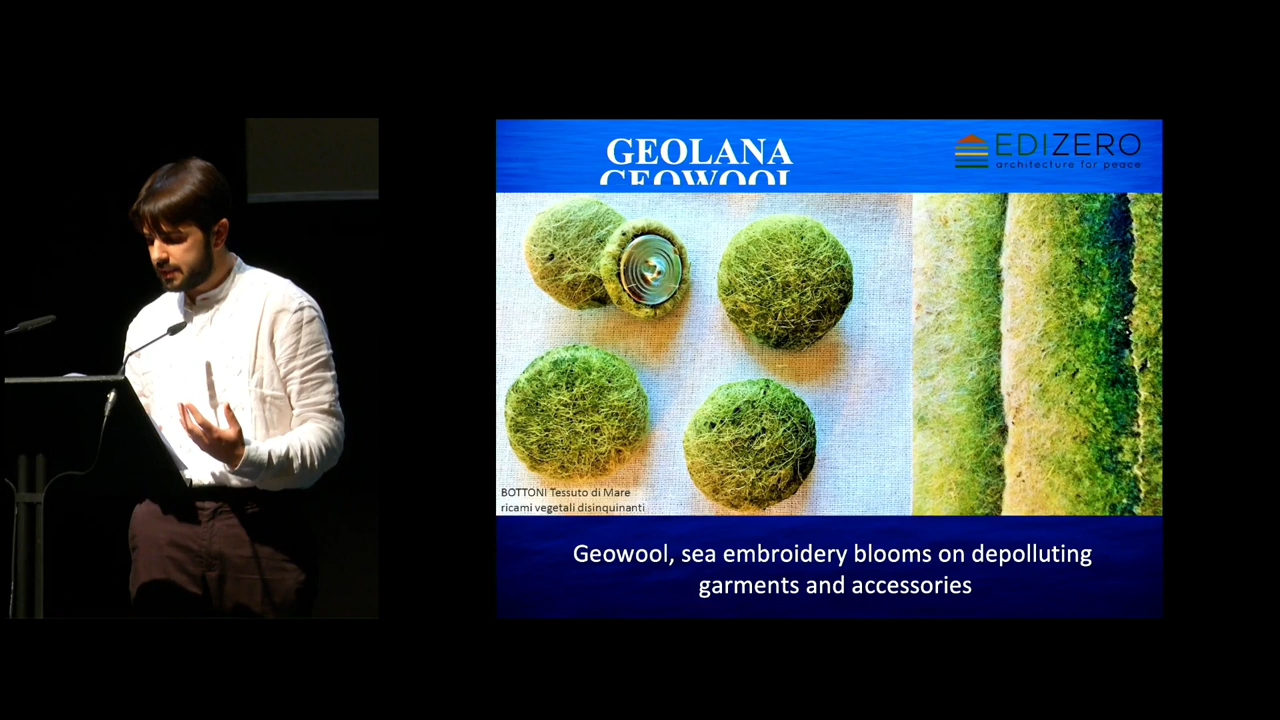 GEOLANA
GEOWOOL
EDIZERO
architecture for peace
BOTTONI Tessuto di Mare
ricami vegetali disinquinanti
Geowool, sea embroidery blooms on depolluting
garments and accessories